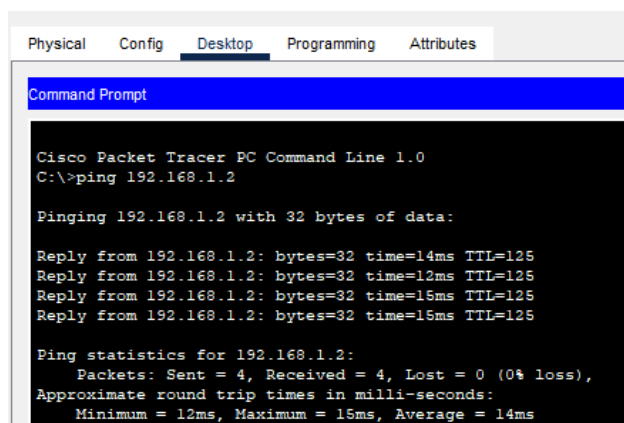 Physical Config Desktop Programming Attributes
Command Prompt
Cisco Packet Tracer PC Command Line 1.0
C:\>ping 192.168.1.2
Pinging 192.168.1.2 with 32 bytes of data:
Reply from 192.168.1.2: bytes=32 time=14ms TTL=125
Reply from 192.168.1.2: bytes=32 time=12ms TTL=125
Reply from 192.168.1.2: bytes=32 time=15ms TTL=125
Reply from 192.168.1.2: bytes=32 time=15ms TTL=125
Ping statistics for 192.168.1.2:
Packets: Sent = 4, Received = 4, Lost = 0 (0% loss),
Approximate round trip times in milli-seconds:
Minimum = 12ms, Maximum = 15ms, Average = 14ms